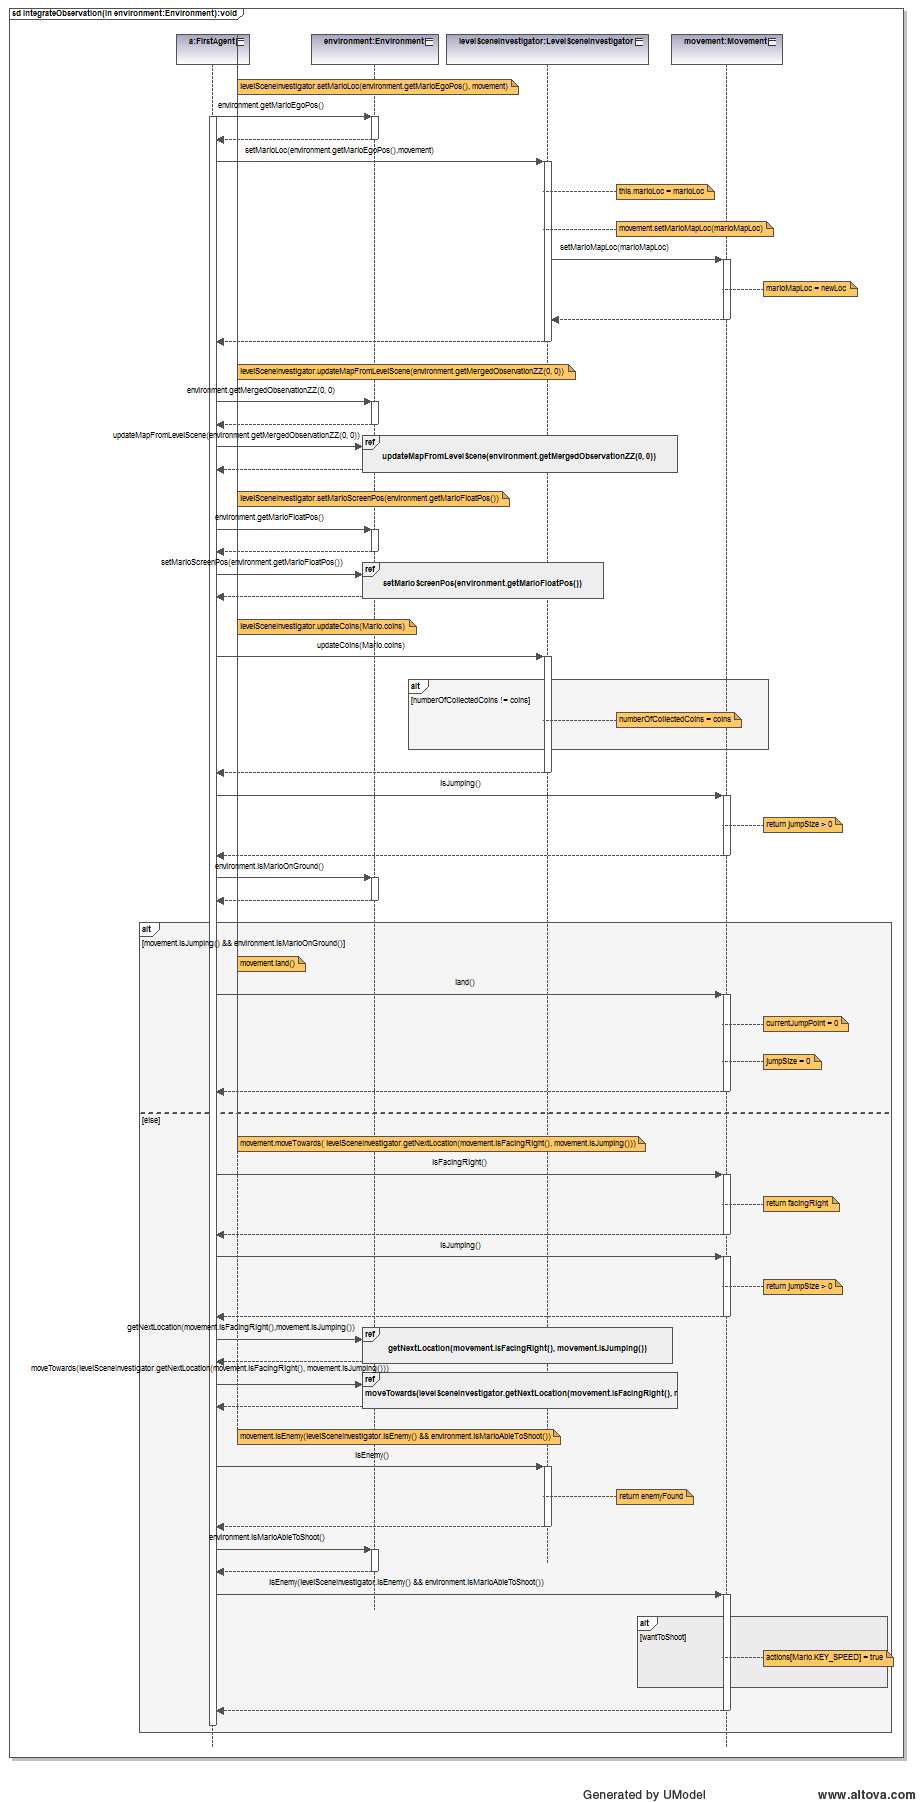 sd IntegrateObservation(in environment:Environment):void
a:FirstAgent
environment:Environment
levelSceneInvestigator:LevelSceneInvestigator
movement:Movement
levelSceneInvestigator.setMarioLoc(environment.getMarioEgoPos(), movement)
environment.getMarioEgoPos()
setMarioLoc(environment.getMarioEgoPos(),movement)
this.marioLoc = marioLoc
movement.setMarioMapLoc(marioMapLoc)
setMarioMapLoc(marioMapLoc)
marioMapLoc = newLoc
levelSceneInvestigator.updateMapFromLevelScene(environment.getMergedObservationZZ(0, 0))
environment.getMergedObservationZZ(0, 0)
updateMapFromLevelScene(environment.getMergedObservationZZ(0, 0))
ref
updateMapFromLevelScene(environment.getMergedObservationZZ(0, 0))
levelSceneInvestigator.setMarioScreenPos(environment.getMarioFloatPos())
environment.getMarioFloatPos()
setMarioScreenPos(environment.getMarioFloatPos())
ref
setMarioScreenPos(environment.getMarioFloatPos())
levelSceneInvestigator.updateCoins(Mario.coins)
updateCoins(Mario.coins)
alt
[numberOfCollectedCoins != coins]
numberOfCollectedCoins = coins
isJumping()
return jumpSize > 0
environment.isMarioOnGround()
alt
[movement.isJumping() && environment.isMarioOnGround()]
movement.land()
land()
currentJumpPoint = 0
jumpSize = 0
[else]
movement.moveTowards( levelSceneInvestigator.getNextLocation(movement.isFacingRight(), movement.isJumping()))
isFacingRight()
return facingRight
isJumping()
return jumpSize > 0
getNextLocation(movement.isFacingRight(),movement.isJumping())
ref
getNextLocation(movement.isFacingRight(), movement.isJumping())
moveTowards(levelSceneInvestigator.getNextLocation(movement.isFacingRight(), movement.isJumping()))
ref
moveTowards(levelSceneInvestigator.getNextLocation(movement.isFacingRight(),
movement.isEnemy(levelSceneInvestigator.isEnemy() && environment.isMarioAbleToShoot())
isEnemy()
return enemyFound
environment.isMarioAbleToShoot()
isEnemy(levelSceneInvestigator.isEnemy() && environment.isMarioAbleToShoot())
alt
[wantToShoot]
actions[Mario.KEY_SPEED] = true
Generated by UModel
www.altova.com